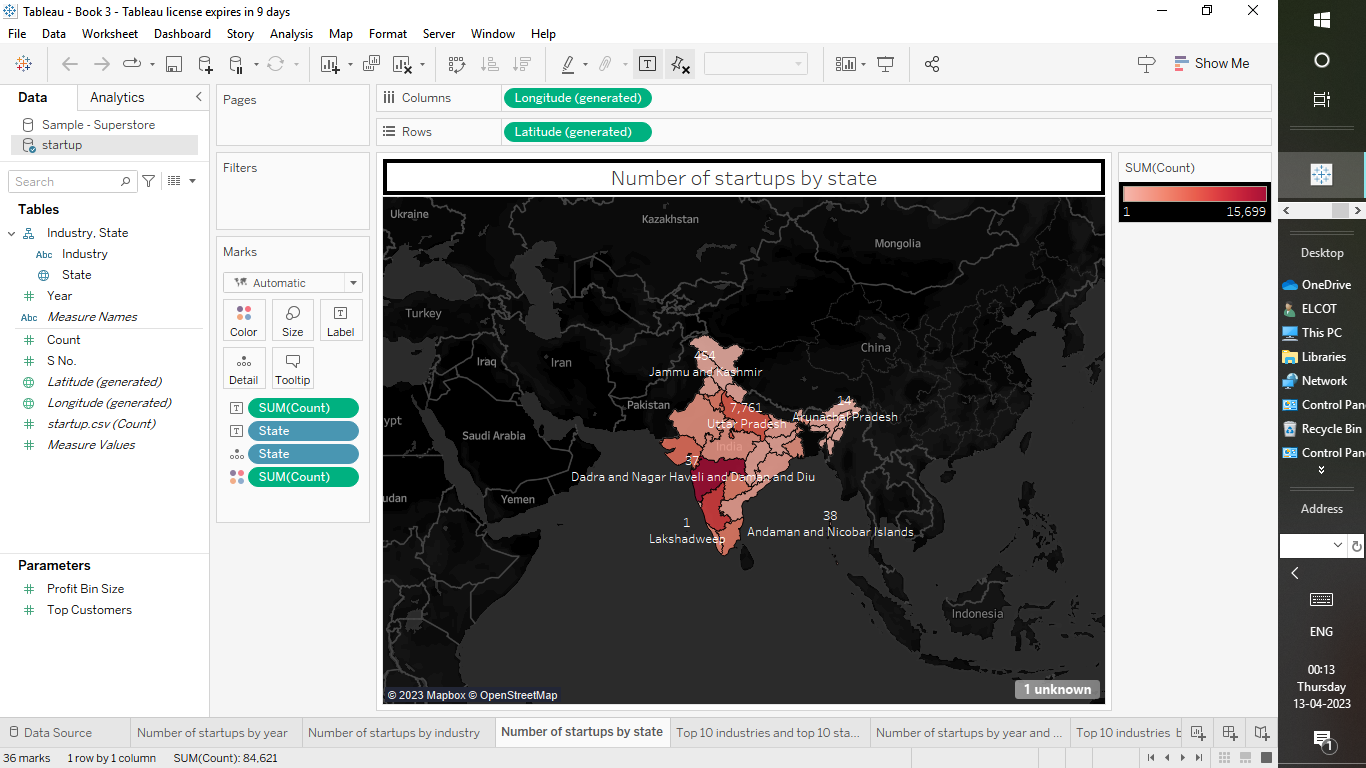 Tableau - Book 3 - Tableau license expires in 9 days
File Data Worksheet Dashboard Story Analysis Map Format Server Window Help
Show Me
Data Analytics
Sample - Superstore
startup
Search
Tables
Industry, State
Abc Industry
State
Year
Abc Measure Names
Count
S No.
Latitude (generated)
Longitude (generated)
startup.csv (Count)
Measure Values
Parameters
Profit Bin Size
Top Customers
Pages
Filters
Marks
Automatic
Color Size Label
Detail Tooltip
SUM(Count)
State
State
SUM(Count)
Columns Longitude (generated)
Rows Latitude (generated)
Number of startups by state
Ukraine
Kazakhstan
Mongolia
Turkey
Iraq
Iran
China
454
Jammu and Kashmir
Pakistan
7,761
Uttar Pradesh
14
Arunachal Pradesh
ypt
Saudi Arabia
India
37
Dadra and Nagar Haveli and Daman and Diu
udan
Yemen
1
Lakshadweep
38
Andaman and Nicobar Islands
Indonesia
© 2023 Mapbox © OpenStreetMap
1 unknown
SUM(Count)
1 15,699
Data Source Number of startups by year Number of startups by industry Number of startups by state Top 10 industries and top 10 sta... Number of startups by year and ... Top 10 industries b
36 marks 1 row by 1 column SUM(Count): 84,621
Desktop
OneDrive
ELCOT
This PC
Libraries
Network
Control Pan
Recycle Bin
Control Pan
Address
ENG
00:13
Thursday
13-04-2023
1